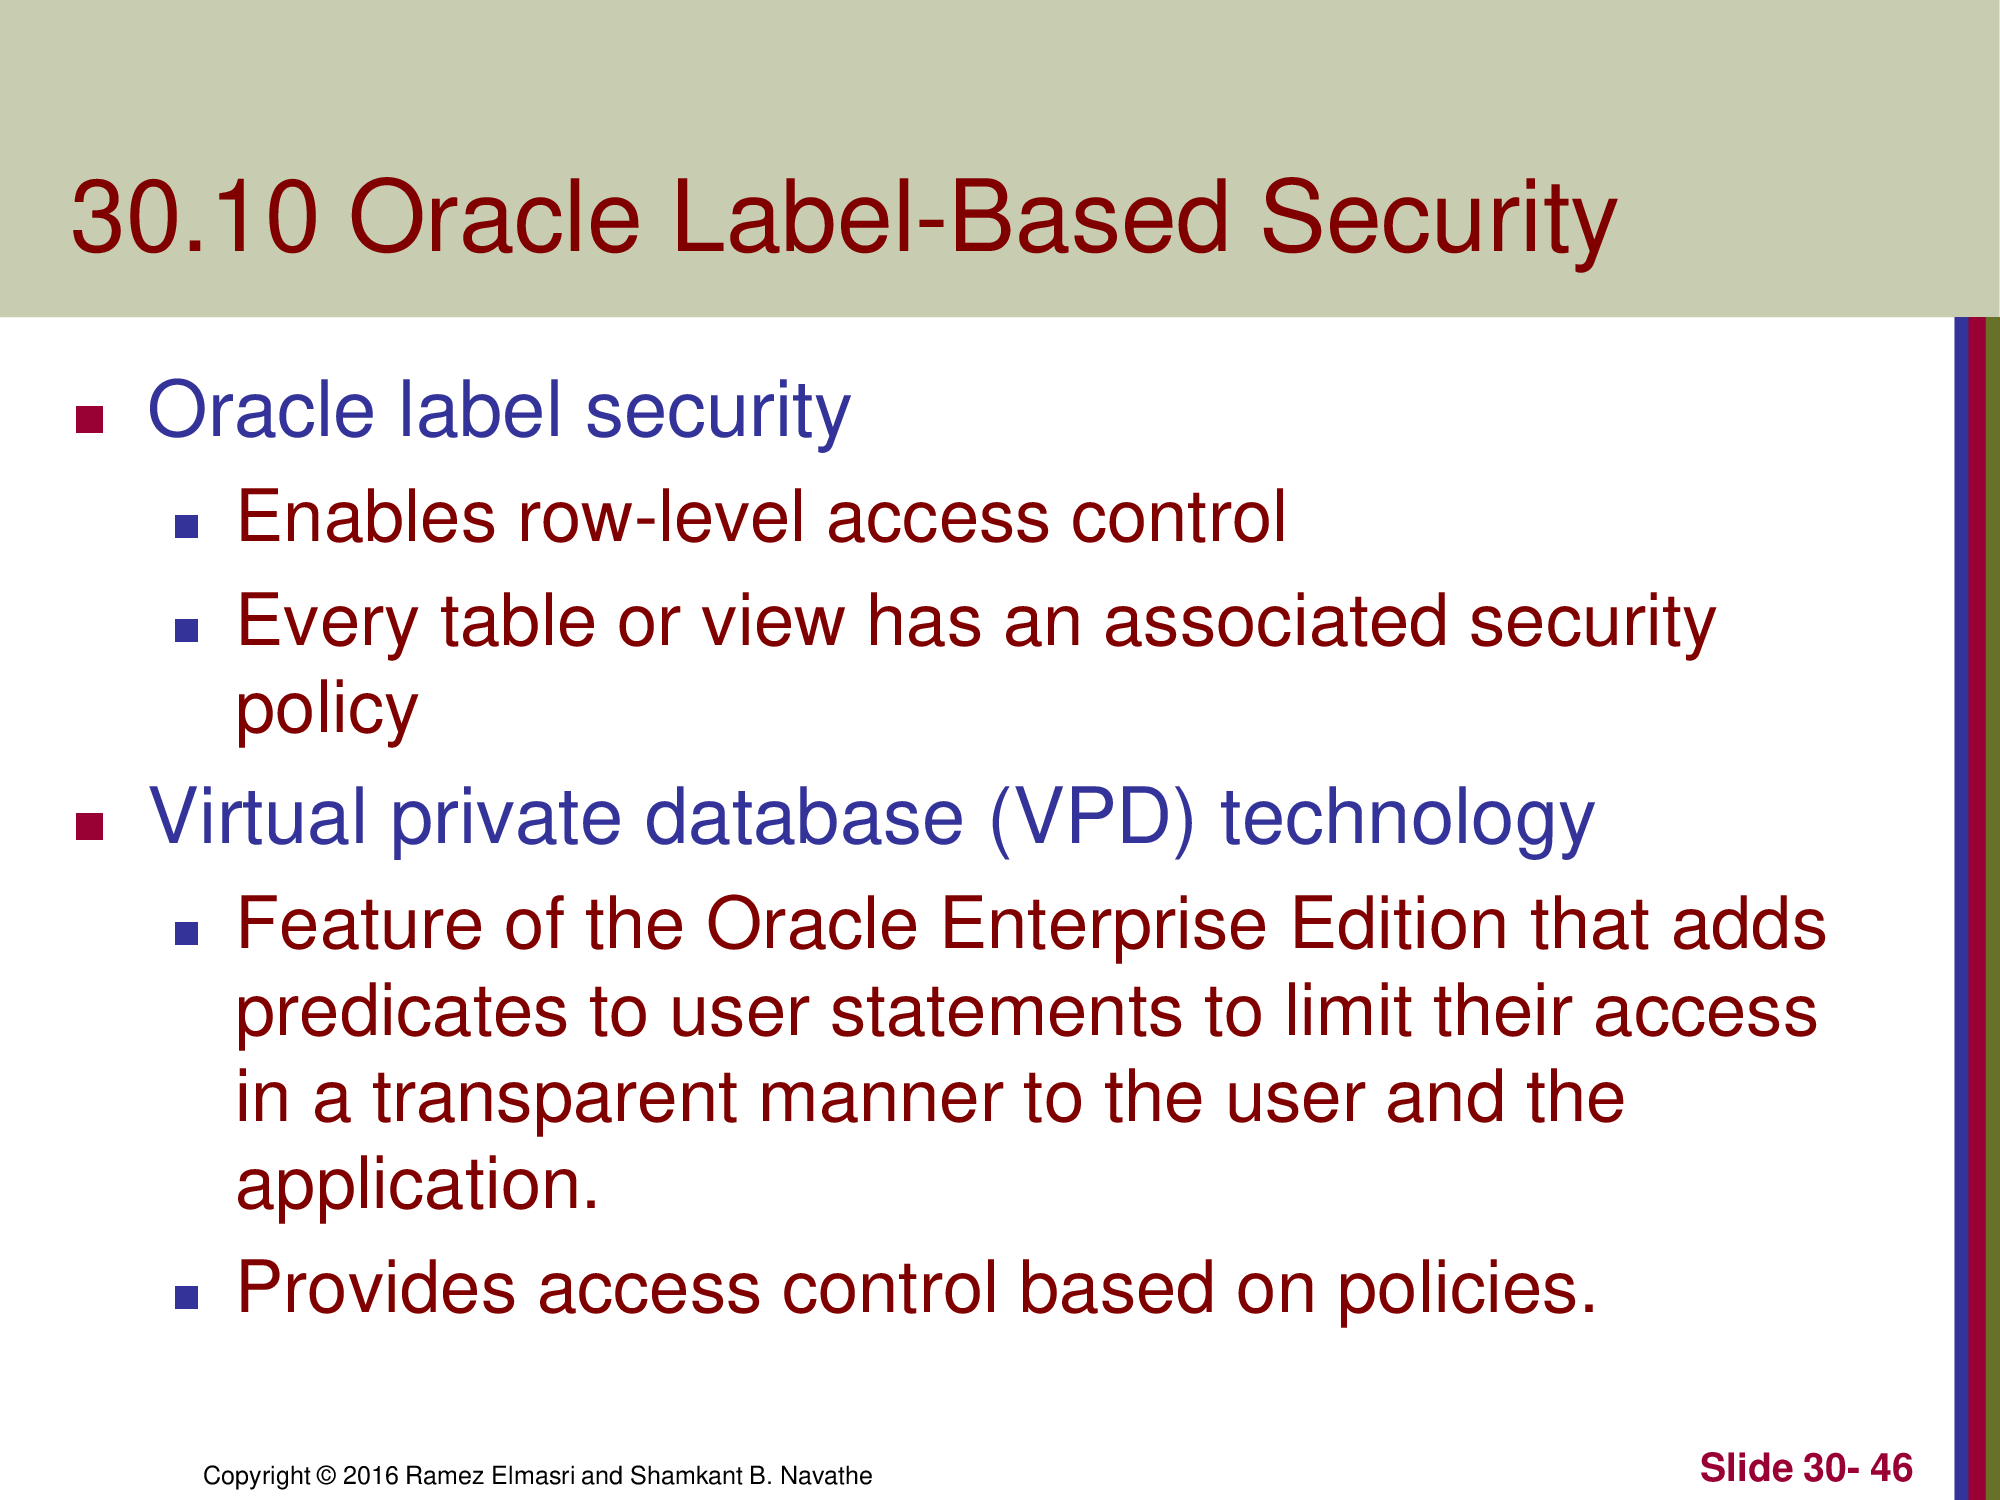 30.10 Oracle Label-Based Security
Oracle label security
Enables row-level access control
Every table or view has an associated security
policy
Virtual private database (VPD) technology
Feature of the Oracle Enterprise Edition that adds
predicates to user statements to limit their access
in a transparent manner to the user and the
application.
Provides access control based on policies.
Copyright © 2016 Ramez Elmasri and Shamkant B. Navathe
Slide 30- 46